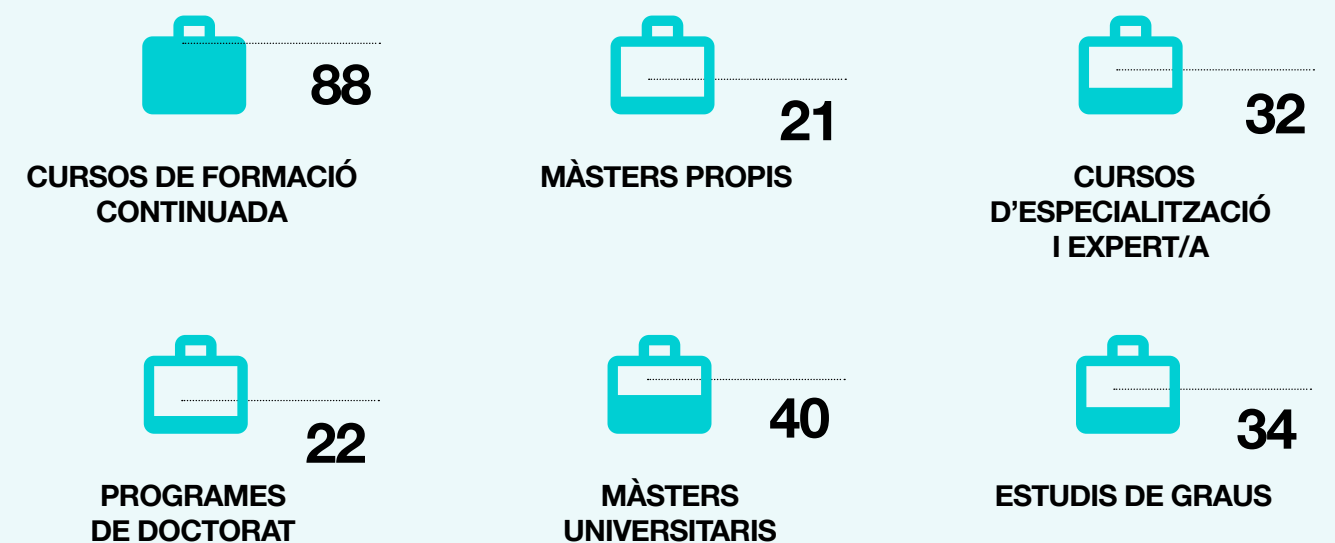 88
CURSOS DE FORMACIÓ
CONTINUADA
21
MÀSTERS PROPIS
32
CURSOS
D’ESPECIALITZACIÓ
I EXPERT/A
22
PROGRAMES
DE DOCTORAT
40
MÀSTERS
UNIVERSITARIS
34
ESTUDIS DE GRAUS